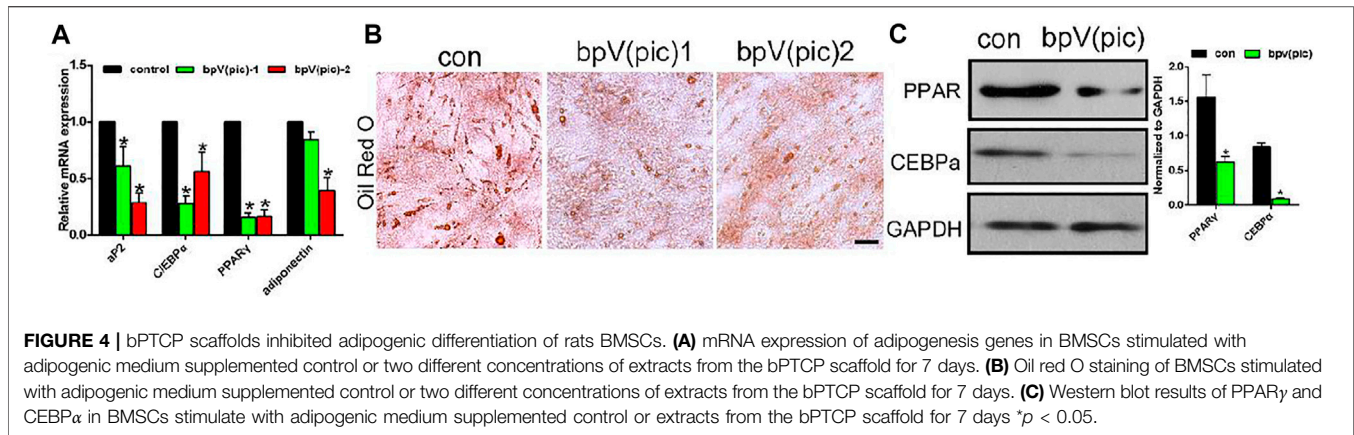 A
control bpV(pic)-1 bpV(pic)-2
Relative mRNA expression
1.5
1.0
0.5
0.0
aP2
C/EBPα
PPARγ
adiponectin
B
con bpV(pic)1 bpV(pic)2
Oil Red O
C
con bpV(pic)
PPAR
CEBPa
GAPDH
con
bpv(pic)
Normalized to GAPDH
2.0
1.5
1.0
0.5
0.0
PPARγ
CEBPα
* * * * * * *
* *
FIGURE 4 | bPTCP scaffolds inhibited adipogenic differentiation of rats BMSCs. (A) mRNA expression of adipogenesis genes in BMSCs stimulated with
adipogenic medium supplemented control or two different concentrations of extracts from the bPTCP scaffold for 7 days. (B) Oil red O staining of BMSCs stimulated
with adipogenic medium supplemented control or two different concentrations of extracts from the bPTCP scaffold for 7 days. (C) Western blot results of PPARγ and
CEBPα in BMSCs stimulate with adipogenic medium supplemented control or extracts from the bPTCP scaffold for 7 days *p < 0.05.